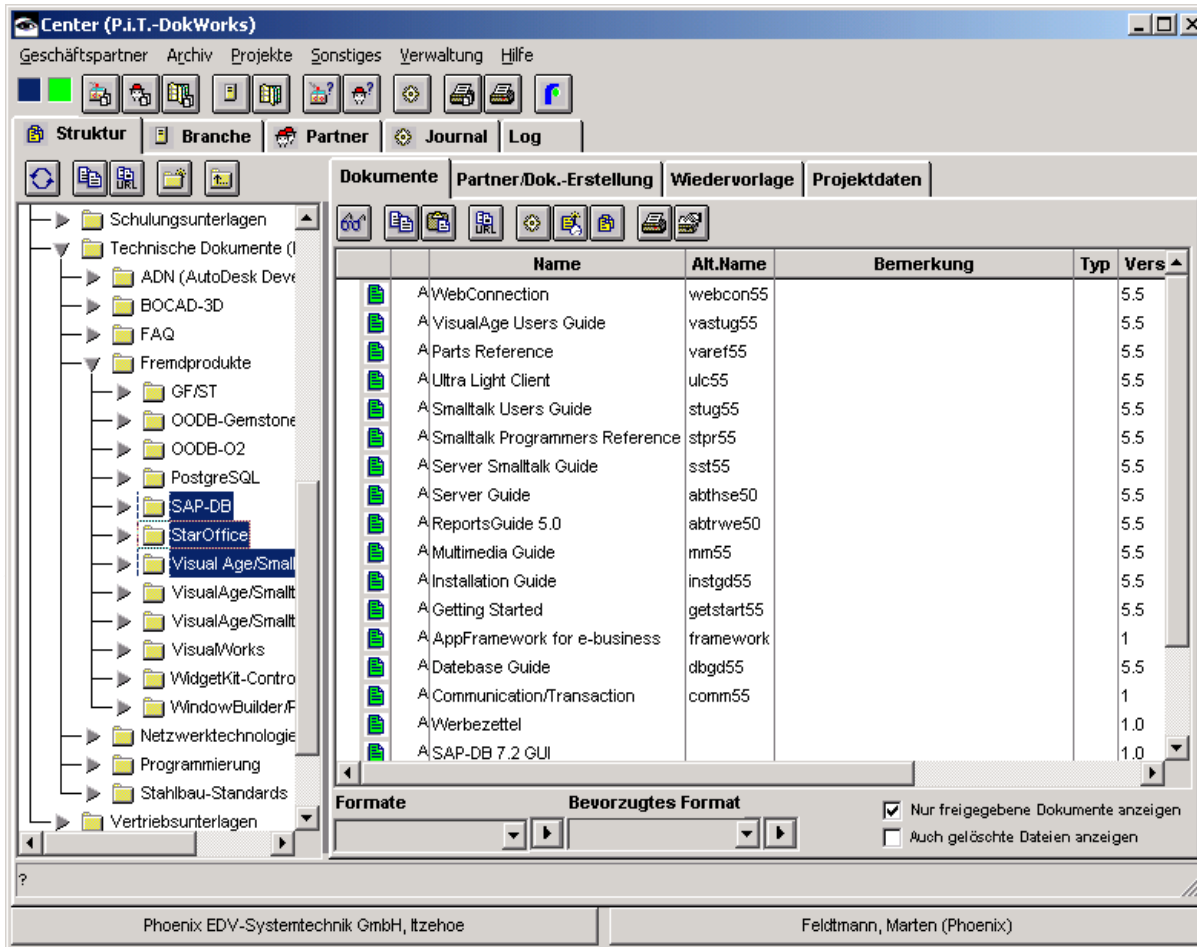 Center (P.i.T.-DokWorks)
Geschäftspartner Archiv Projekte Sonstiges Verwaltung Hilfe
Struktur Branche Partner Journal Log
URL
Dokumente Partner/Dok.-Erstellung Wiedervorlage Projektdaten
URL
Schulungsunterlagen
Technische Dokumente (
ADN (AutoDesk Deve
BOCAD-3D
FAQ
Fremdprodukte
GF/ST
OODB-Gemstone
OODB-O2
PostgreSQL
SAP-DB
StarOffice
Visual Age/Small
VisualAge/Smallt
VisualAge/Smallt
VisualWorks
WidgetKit-Contro
WindowBuilder/P
Netzwerktechnologie
Programmierung
Stahlbau-Standards
Vertriebsunterlagen
Name Alt.Name Bemerkung Typ Vers
A WebConnection webcon55 5.5
A VisualAge Users Guide vastug55 5.5
A Parts Reference varef55 5.5
A Ultra Light Client ulc55 5.5
A Smalltalk Users Guide stug55 5.5
A Smalltalk Programmers Reference stpr55 5.5
A Server Smalltalk Guide sst55 5.5
A Server Guide abthse50 5.5
A ReportsGuide 5.0 abtrwe50 5.5
A Multimedia Guide mm55 5.5
A Installation Guide instgd55 5.5
A Getting Started getstart55 5.5
A AppFramework for e-business framework 1
A Datebase Guide dbgd55 5.5
A Communication/Transaction comm55 1
A Werbezettel 1.0
A SAP-DB 7.2 GUI 1.0
Formate Bevorzugtes Format
Nur freigegebene Dokumente anzeigen
Auch gelöschte Dateien anzeigen
?
Phoenix EDV-Systemtechnik GmbH, Itzehoe Feldtmann, Marten (Phoenix)